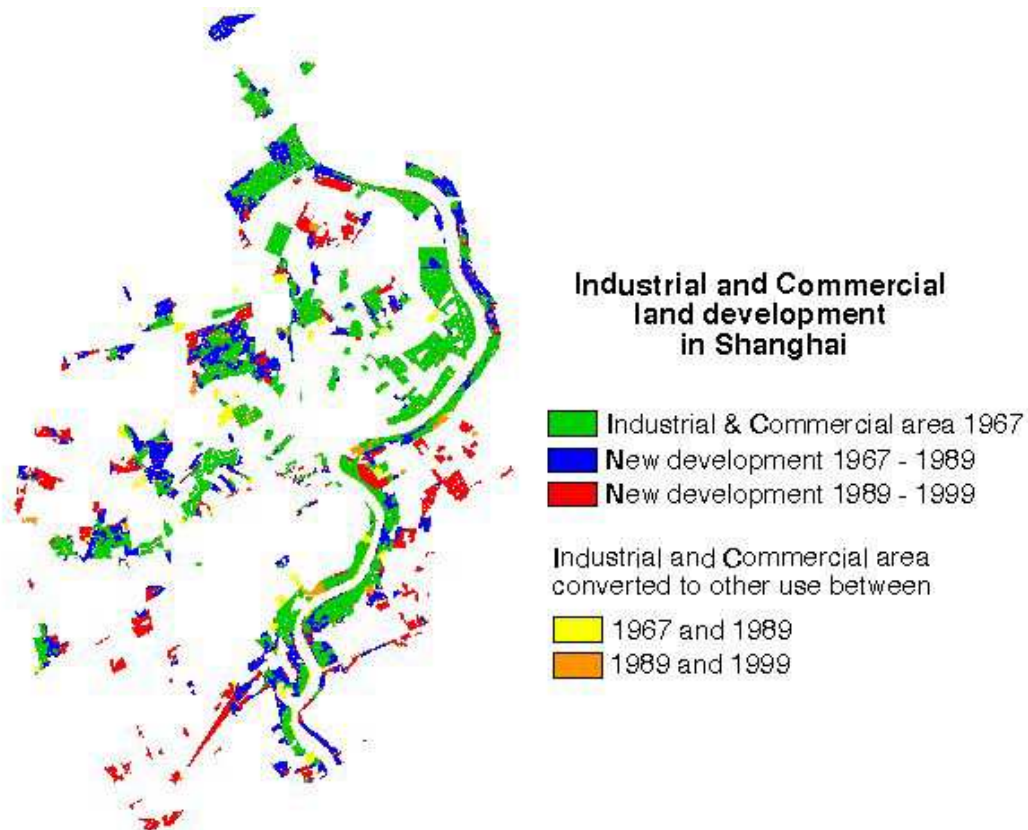 Industrial and Commercial
land development
in Shanghai
Industrial & Commercial area 1967
New development 1967 - 1989
New development 1989 - 1999
Industrial and Commercial area
converted to other use between
1967 and 1989
1989 and 1999